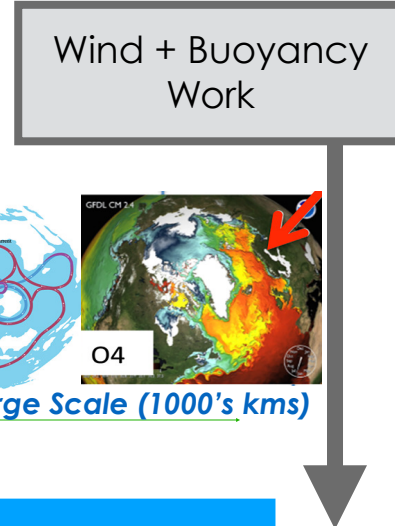 Wind + Buoyancy
Work
GFDL CM 2.4
O4
rge Scale (1000's kms)